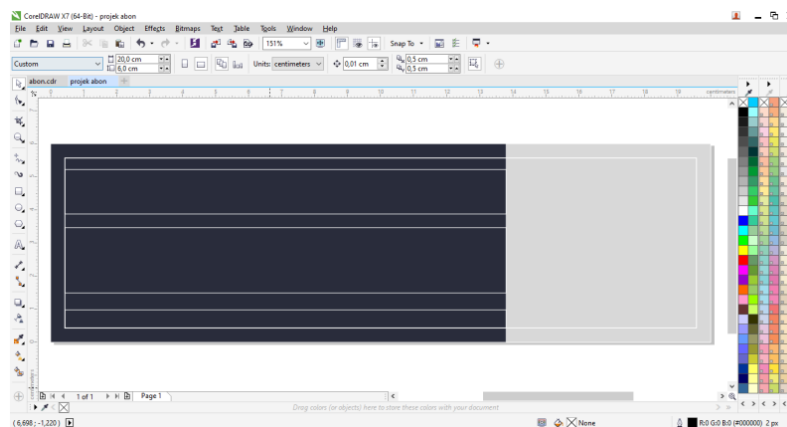 CorelDRAW X7 (64-Bit) - projek abon
File Edit View Layout Object Effects Bitmaps Text Table Tools Window Help
151% Snap To
Custom 20,0 cm 6,0 cm Units: centimeters 0,01 cm 0,5 cm 0,5 cm
abon.cdr projek abon
centimeters
1 of 1 Page 1
Drag colors (or objects) here to store these colors with your document
( 6,698 ; -1,220 ) None R:0 G:0 B:0 (#000000) 2 px